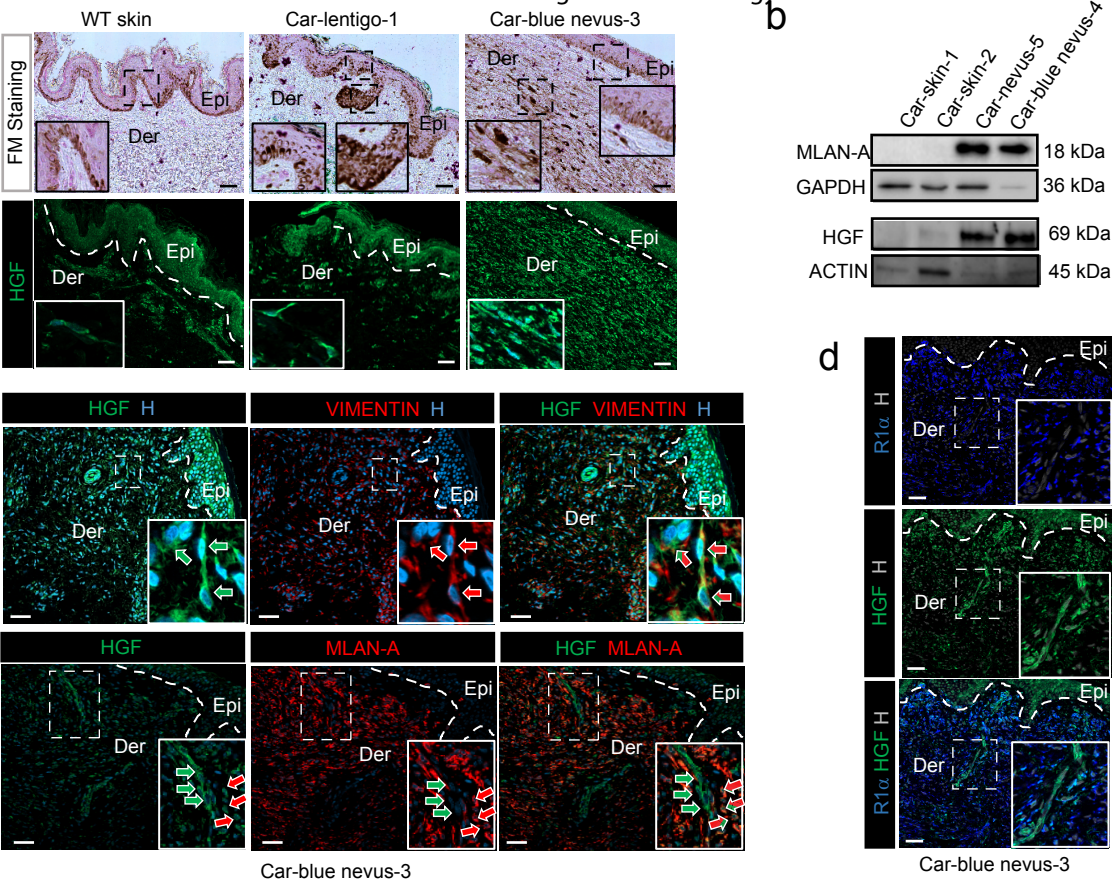 WT skin
Car-lentigo-1
Car-blue nevus-3
FM Staining
Epi
Der
Der
Epi
Der
Epi
HGF
Epi
Der
Epi
Der
Epi
Der
b
Car-skin-1
Car-skin-2
Car-nevus-5
Car-blue nevus-4
MLAN-A
18 kDa
GAPDH
36 kDa
HGF
69 kDa
ACTIN
45 kDa
HGF H
VIMENTIN H
HGF VIMENTIN H
Epi
Der
Epi
Der
Epi
Der
HGF
MLAN-A
HGF MLAN-A
Epi
Der
Epi
Der
Epi
Der
Car-blue nevus-3
d
R1α H
Epi
Der
HGF H
Epi
Der
R1α HGF H
Epi
Der
Car-blue nevus-3